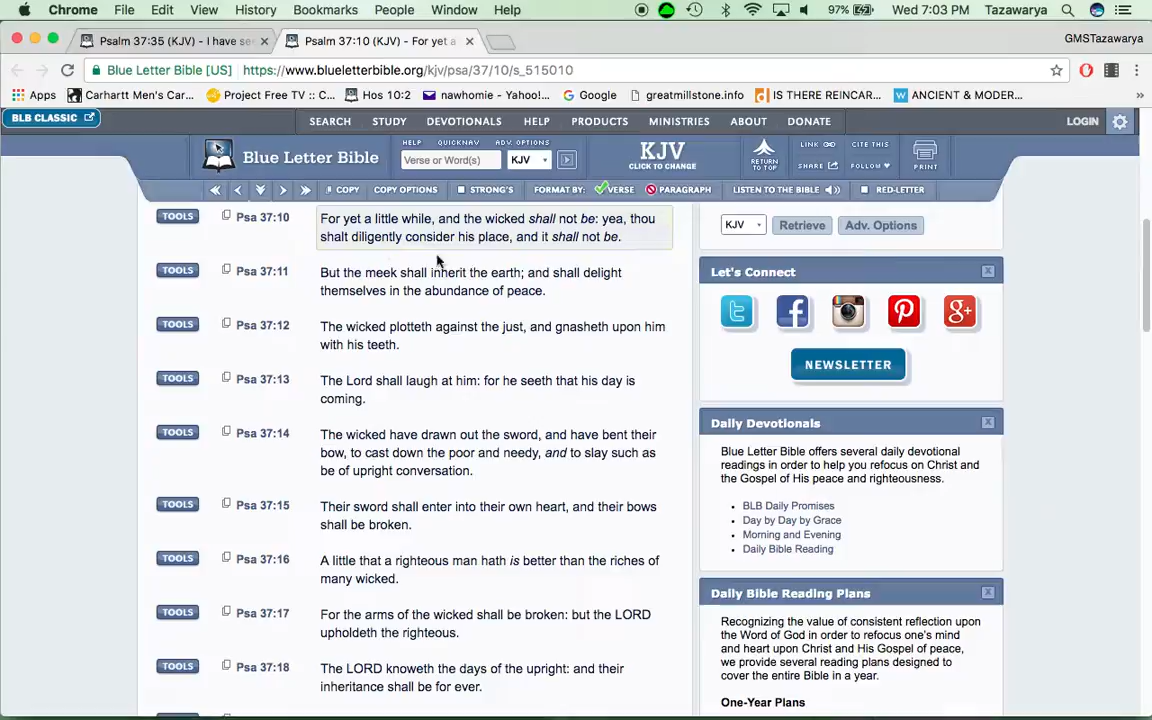 Chrome File Edit View History Bookmarks People Window Help 97% Wed 7:03 PM Tazawarya
Psalm 37:35 (KJV) - I have se Psalm 37:10 (KJV) - For yet a GMSTazawarya
Blue Letter Bible [US] https://www.blueletterbible.org/kjv/psa/37/10/s_515010
Apps Carhartt Men's Car... Project Free TV :: C... Hos 10:2 nawhomie - Yahoo!... Google greatmillstone.info IS THERE REINCAR... ANCIENT & MODER... »
BLB CLASSIC SEARCH STUDY DEVOTIONALS HELP PRODUCTS MINISTRIES ABOUT DONATE LOGIN
Blue Letter Bible
HELP QUICKNAV ADV. OPTIONS
Verse or Word(s) KJV
KJV
CLICK TO CHANGE
RETURN TO TOP
LINK CITE THIS
SHARE FOLLOW
PRINT
COPY COPY OPTIONS STRONG'S FORMAT BY: VERSE PARAGRAPH LISTEN TO THE BIBLE RED-LETTER
TOOLS Psa 37:10 For yet a little while, and the wicked shall not be: yea, thou
shalt diligently consider his place, and it shall not be.
TOOLS Psa 37:11 But the meek shall inherit the earth; and shall delight
themselves in the abundance of peace.
TOOLS Psa 37:12 The wicked plotteth against the just, and gnasheth upon him
with his teeth.
TOOLS Psa 37:13 The Lord shall laugh at him: for he seeth that his day is
coming.
TOOLS Psa 37:14 The wicked have drawn out the sword, and have bent their
bow, to cast down the poor and needy, and to slay such as
be of upright conversation.
TOOLS Psa 37:15 Their sword shall enter into their own heart, and their bows
shall be broken.
TOOLS Psa 37:16 A little that a righteous man hath is better than the riches of
many wicked.
TOOLS Psa 37:17 For the arms of the wicked shall be broken: but the LORD
upholdeth the righteous.
TOOLS Psa 37:18 The LORD knoweth the days of the upright: and their
inheritance shall be for ever.
KJV Retrieve Adv. Options
Let's Connect
NEWSLETTER
Daily Devotionals
Blue Letter Bible offers several daily devotional
readings in order to help you refocus on Christ and
the Gospel of His peace and righteousness.
BLB Daily Promises
Day by Day by Grace
Morning and Evening
Daily Bible Reading
Daily Bible Reading Plans
Recognizing the value of consistent reflection upon
the Word of God in order to refocus one's mind
and heart upon Christ and His Gospel of peace,
we provide several reading plans designed to
cover the entire Bible in a year.
One-Year Plans